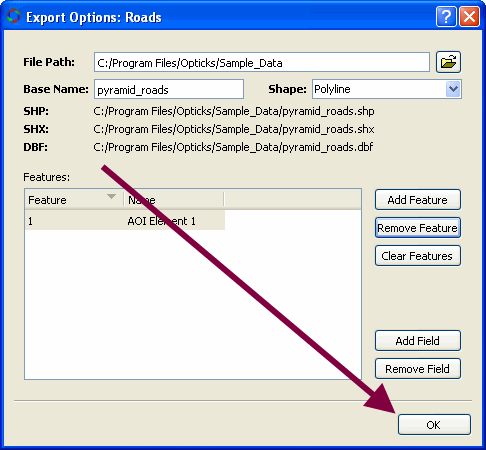 Export Options: Roads
File Path: C:/Program Files/Opticks/Sample_Data
Base Name: pyramid_roads Shape: Polyline
SHP: C:/Program Files/Opticks/Sample_Data/pyramid_roads.shp
SHX: C:/Program Files/Opticks/Sample_Data/pyramid_roads.shx
DBF: C:/Program Files/Opticks/Sample_Data/pyramid_roads.dbf
Features:
Feature Name
1 AOI Element 1
Add Feature
Remove Feature
Clear Features
Add Field
Remove Field
OK